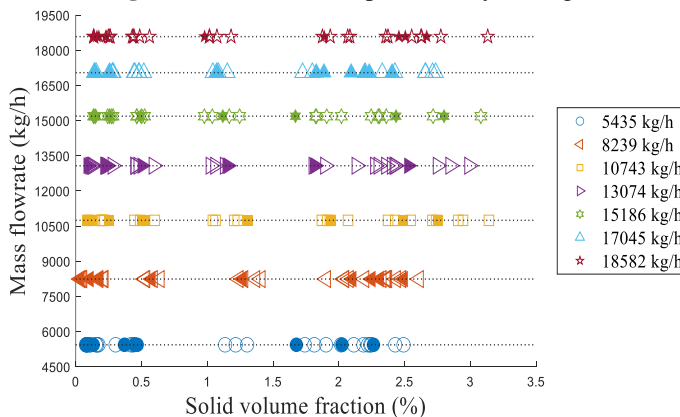 19500
18000
16500
15000
13500
12000
10500
9000
7500
6000
4500
0
0.5
1
1.5
2
2.5
3
3.5
Mass flowrate (kg/h)
Solid volume fraction (%)
5435 kg/h
8239 kg/h
10743 kg/h
13074 kg/h
15186 kg/h
17045 kg/h
18582 kg/h